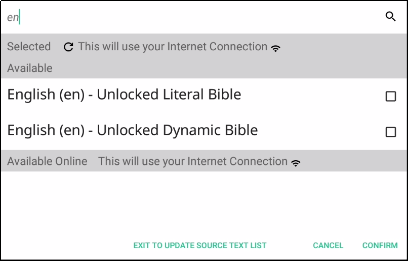 en
Selected This will use your Internet Connection
Available
English (en) - Unlocked Literal Bible
English (en) - Unlocked Dynamic Bible
Available Online This will use your Internet Connection
EXIT TO UPDATE SOURCE TEXT LIST CANCEL CONFIRM